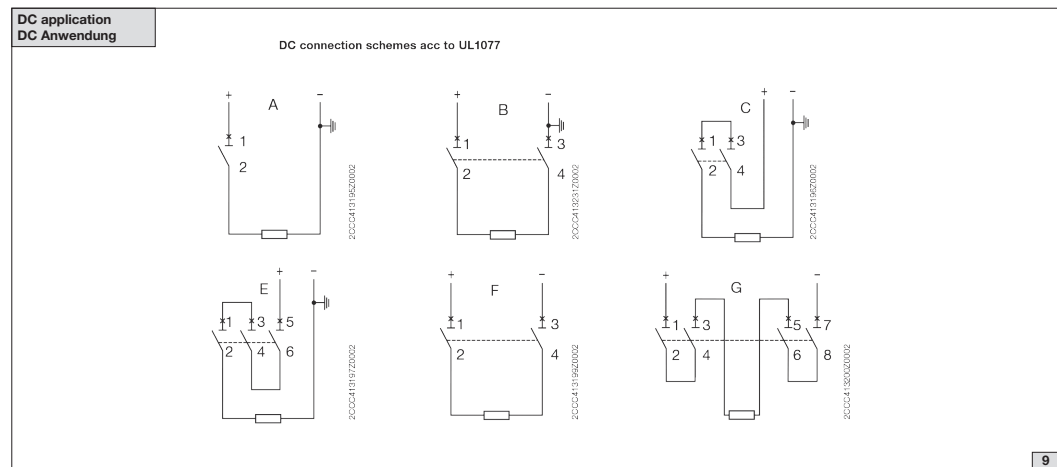 DC application
DC Anwendung
DC connection schemes acc to UL1077
+ A −
1
2
2CCC413195Z0002
+ B −
1 3
2 4
2CCC413231Z0002
C + −
1 3
2 4
2CCC413196Z0002
E + −
1 3 5
2 4 6
2CCC413197Z0002
+ F −
1 3
2 4
2CCC413199Z0002
+ G −
1 3 5 7
2 4 6 8
2CCC413200Z0002
9